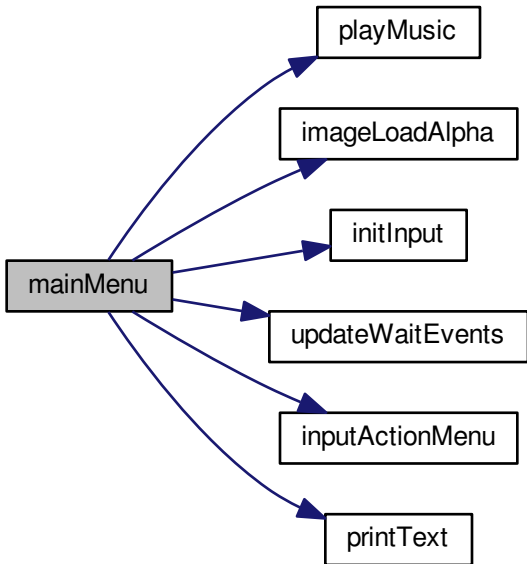 playMusic
imageLoadAlpha
initInput
mainMenu
updateWaitEvents
inputActionMenu
printText